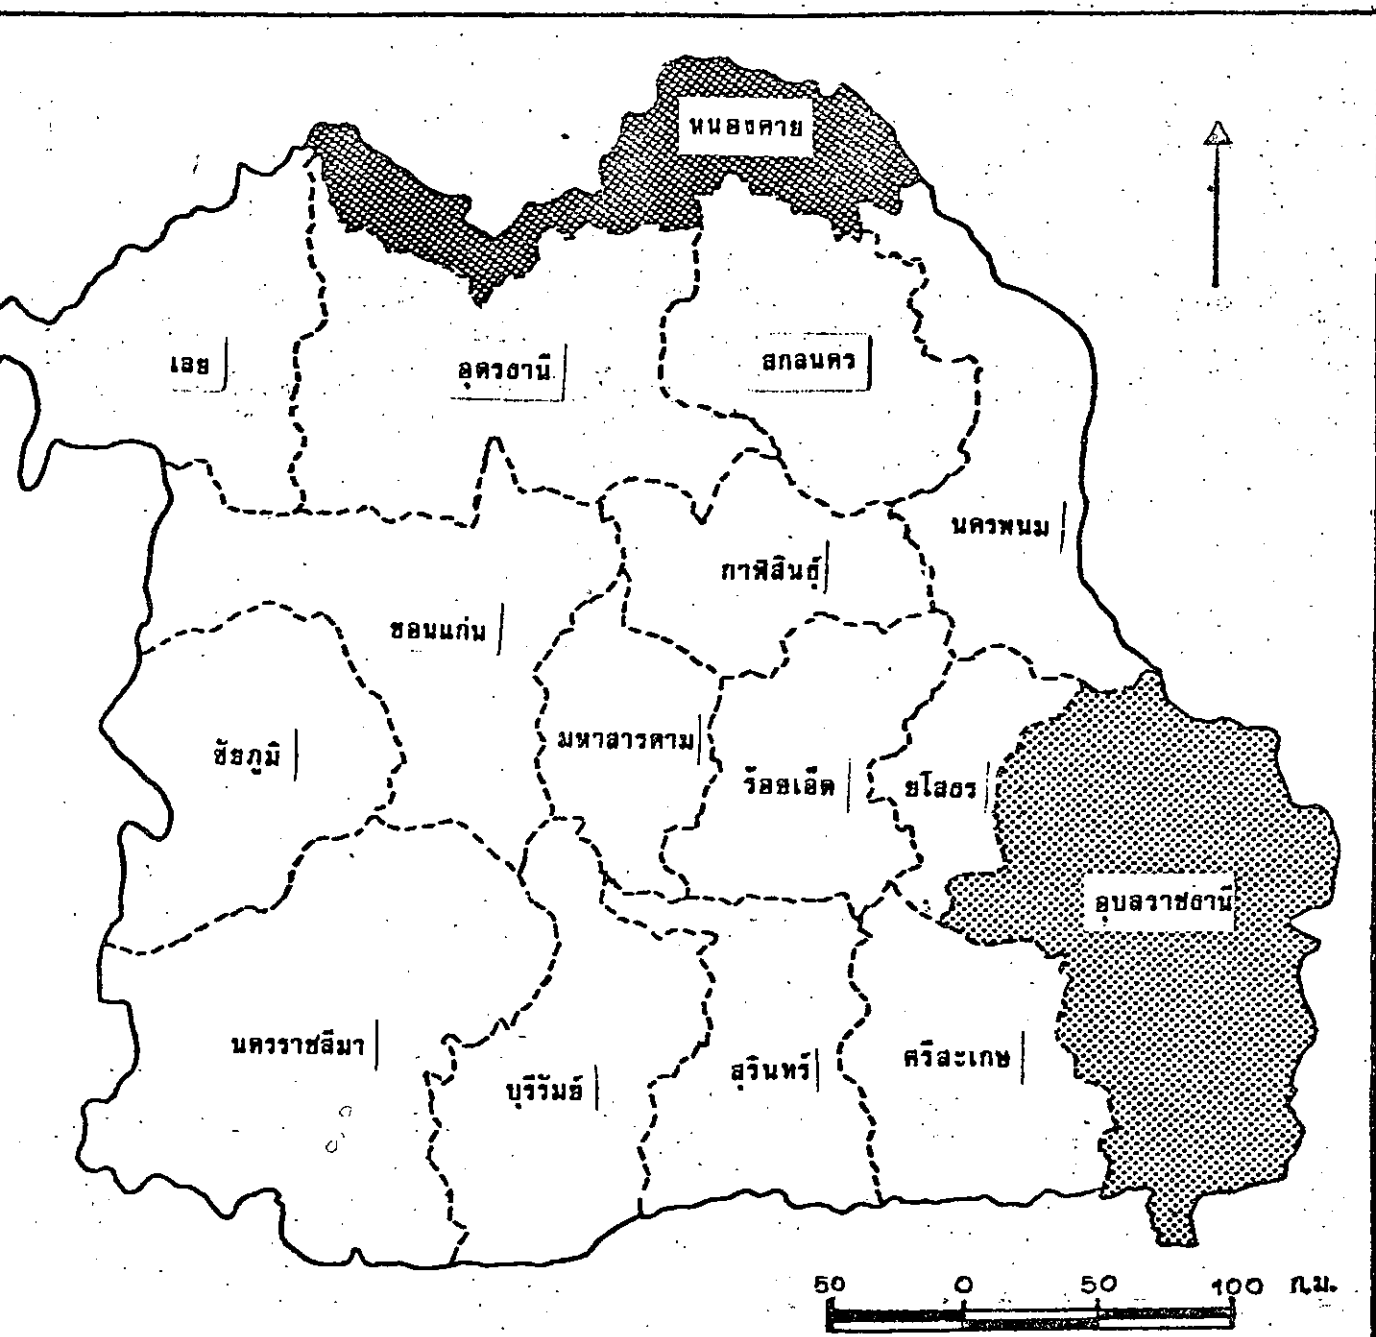 หนองคาย
เลย
อุดรธานี
สกลนคร
นครพนม
กาฬสินธุ์
ขอนแก่น
มหาสารคาม
ชัยภูมิ
ร้อยเอ็ด
ยโสธร
อุบลราชธานี
นครราชสีมา
บุรีรัมย์
สุรินทร์
ศรีสะเกษ
50 0 50 100 ก.ม.